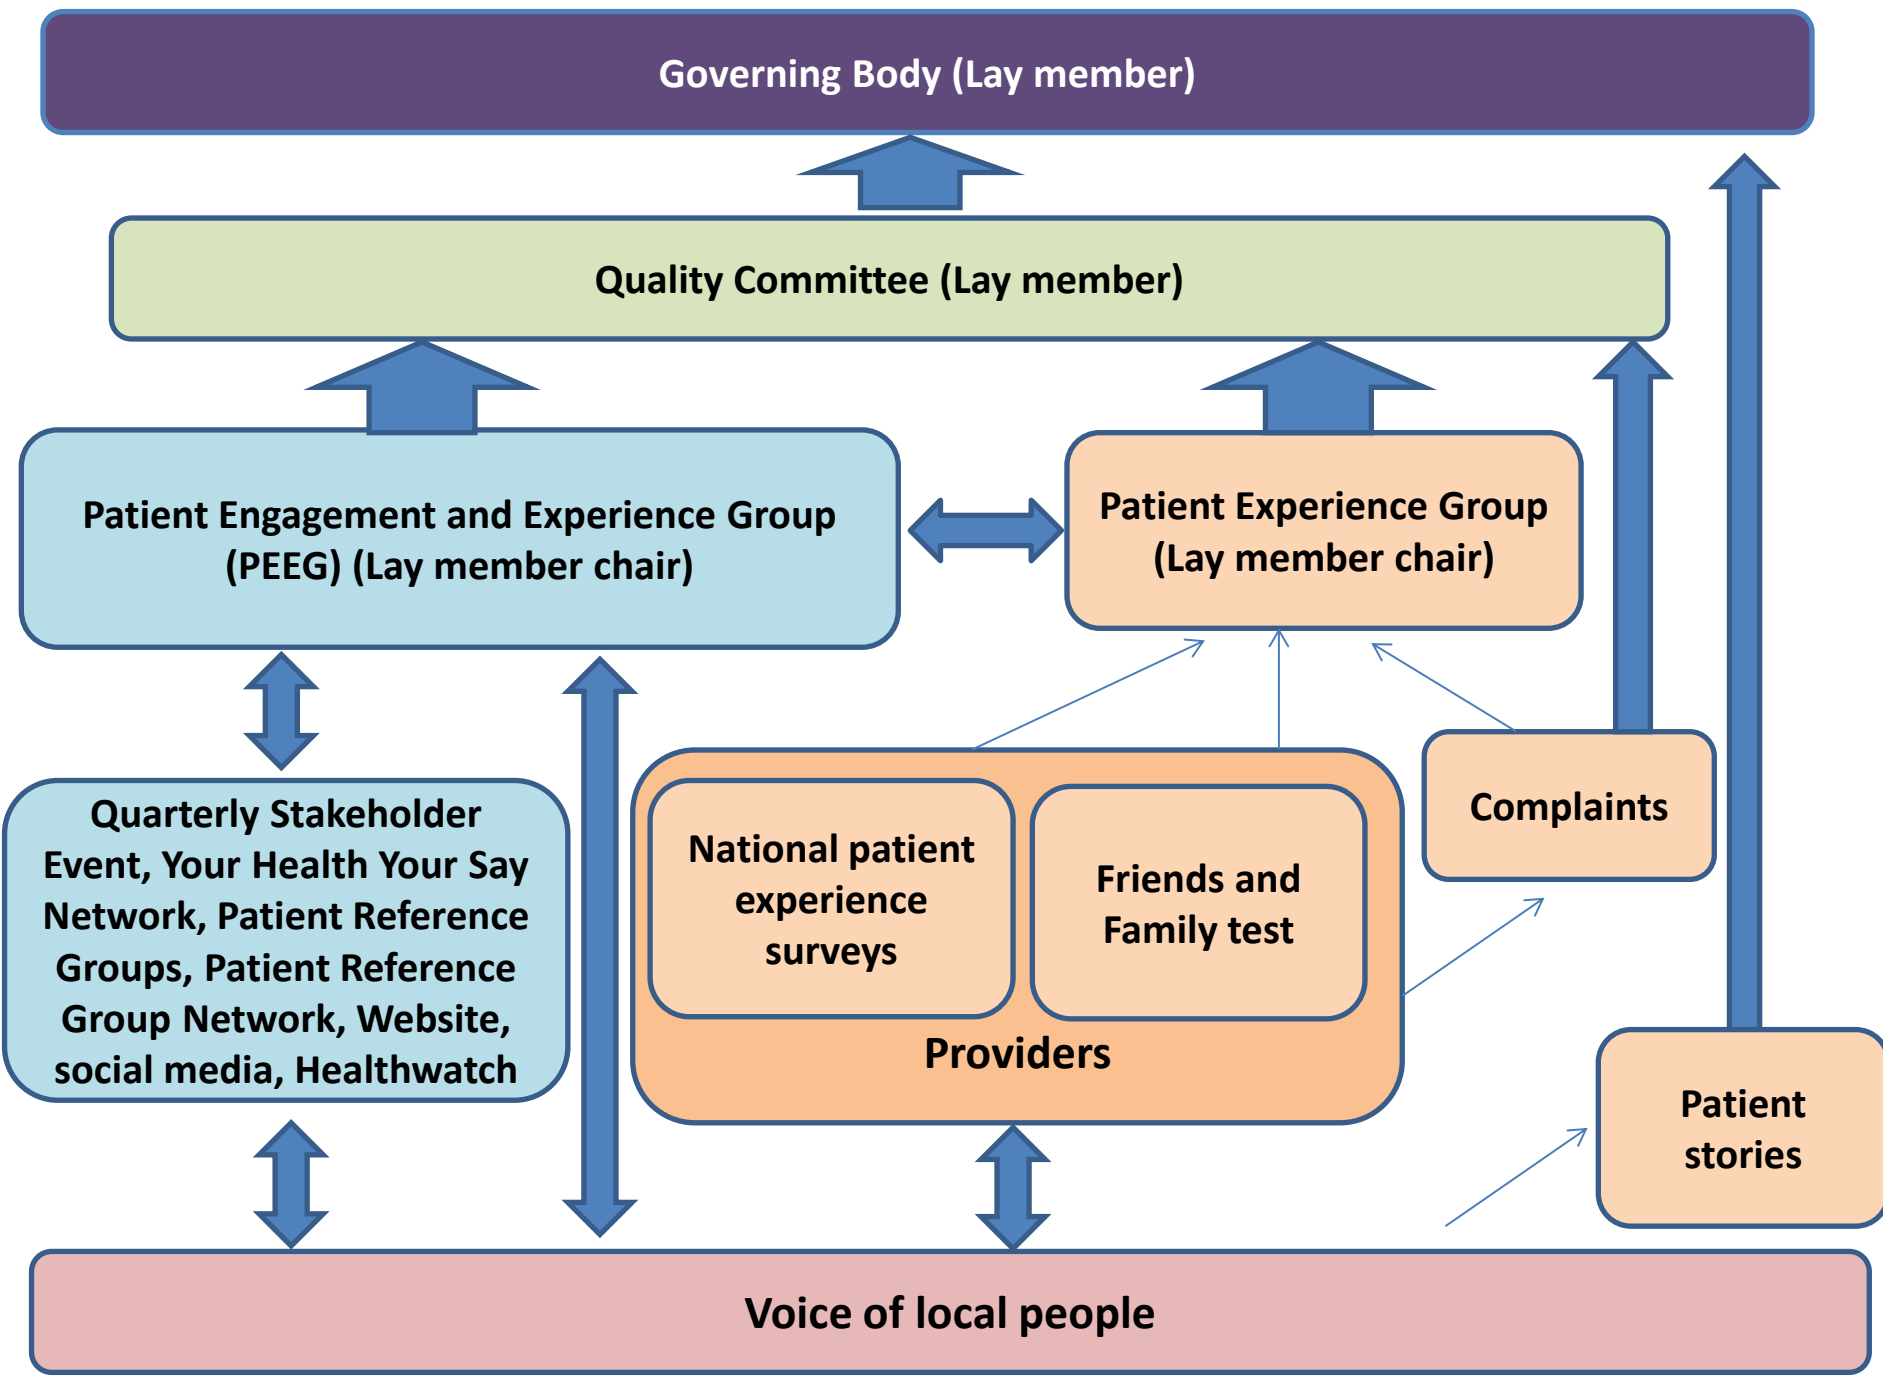 Governing Body (Lay member)
Quality Committee (Lay member)
Patient Engagement and Experience Group
(PEEG) (Lay member chair)
Patient Experience Group
(Lay member chair)
Quarterly Stakeholder
Event, Your Health Your Say
Network, Patient Reference
Groups, Patient Reference
Group Network, Website,
social media, Healthwatch
National patient
experience
surveys
Friends and
Family test
Providers
Complaints
Patient
stories
Voice of local people